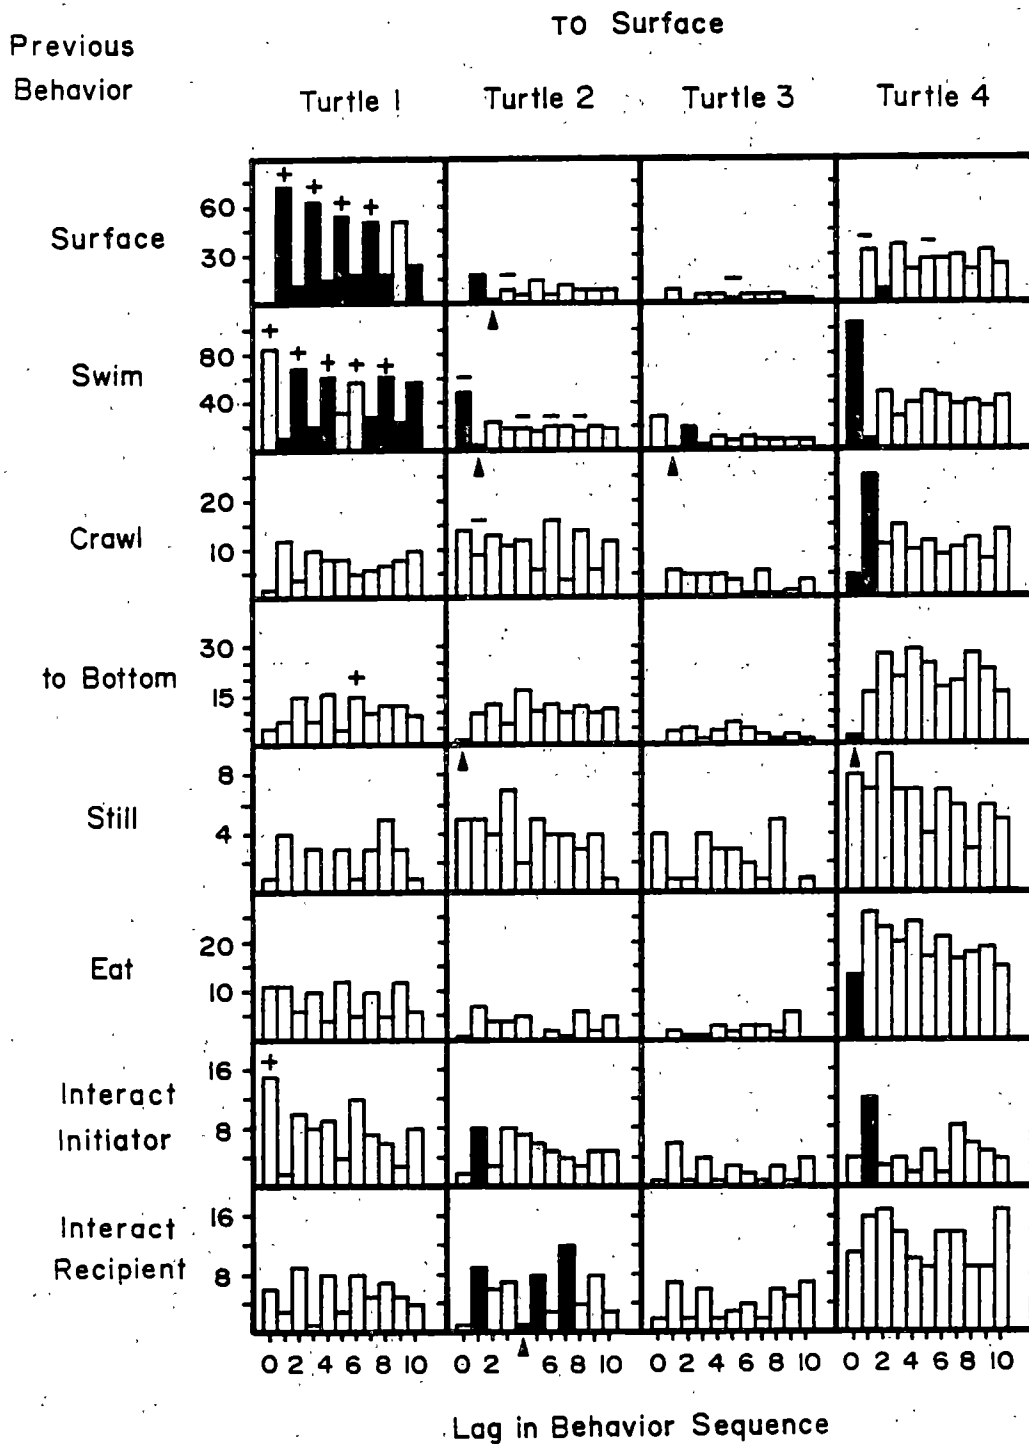 TO Surface
Previous
Behavior
Turtle 1 Turtle 2 Turtle 3 Turtle 4
Surface
60
30
Swim
80
40
Crawl
20
10
to Bottom
30
15
Still
8
4
Eat
20
10
Interact
Initiator
16
8
Interact
Recipient
16
8
0 2 4 6 8 10 0 2 6 8 10 0 2 4 6 8 10 0 2 4 6 8 10
Lag in Behavior Sequence